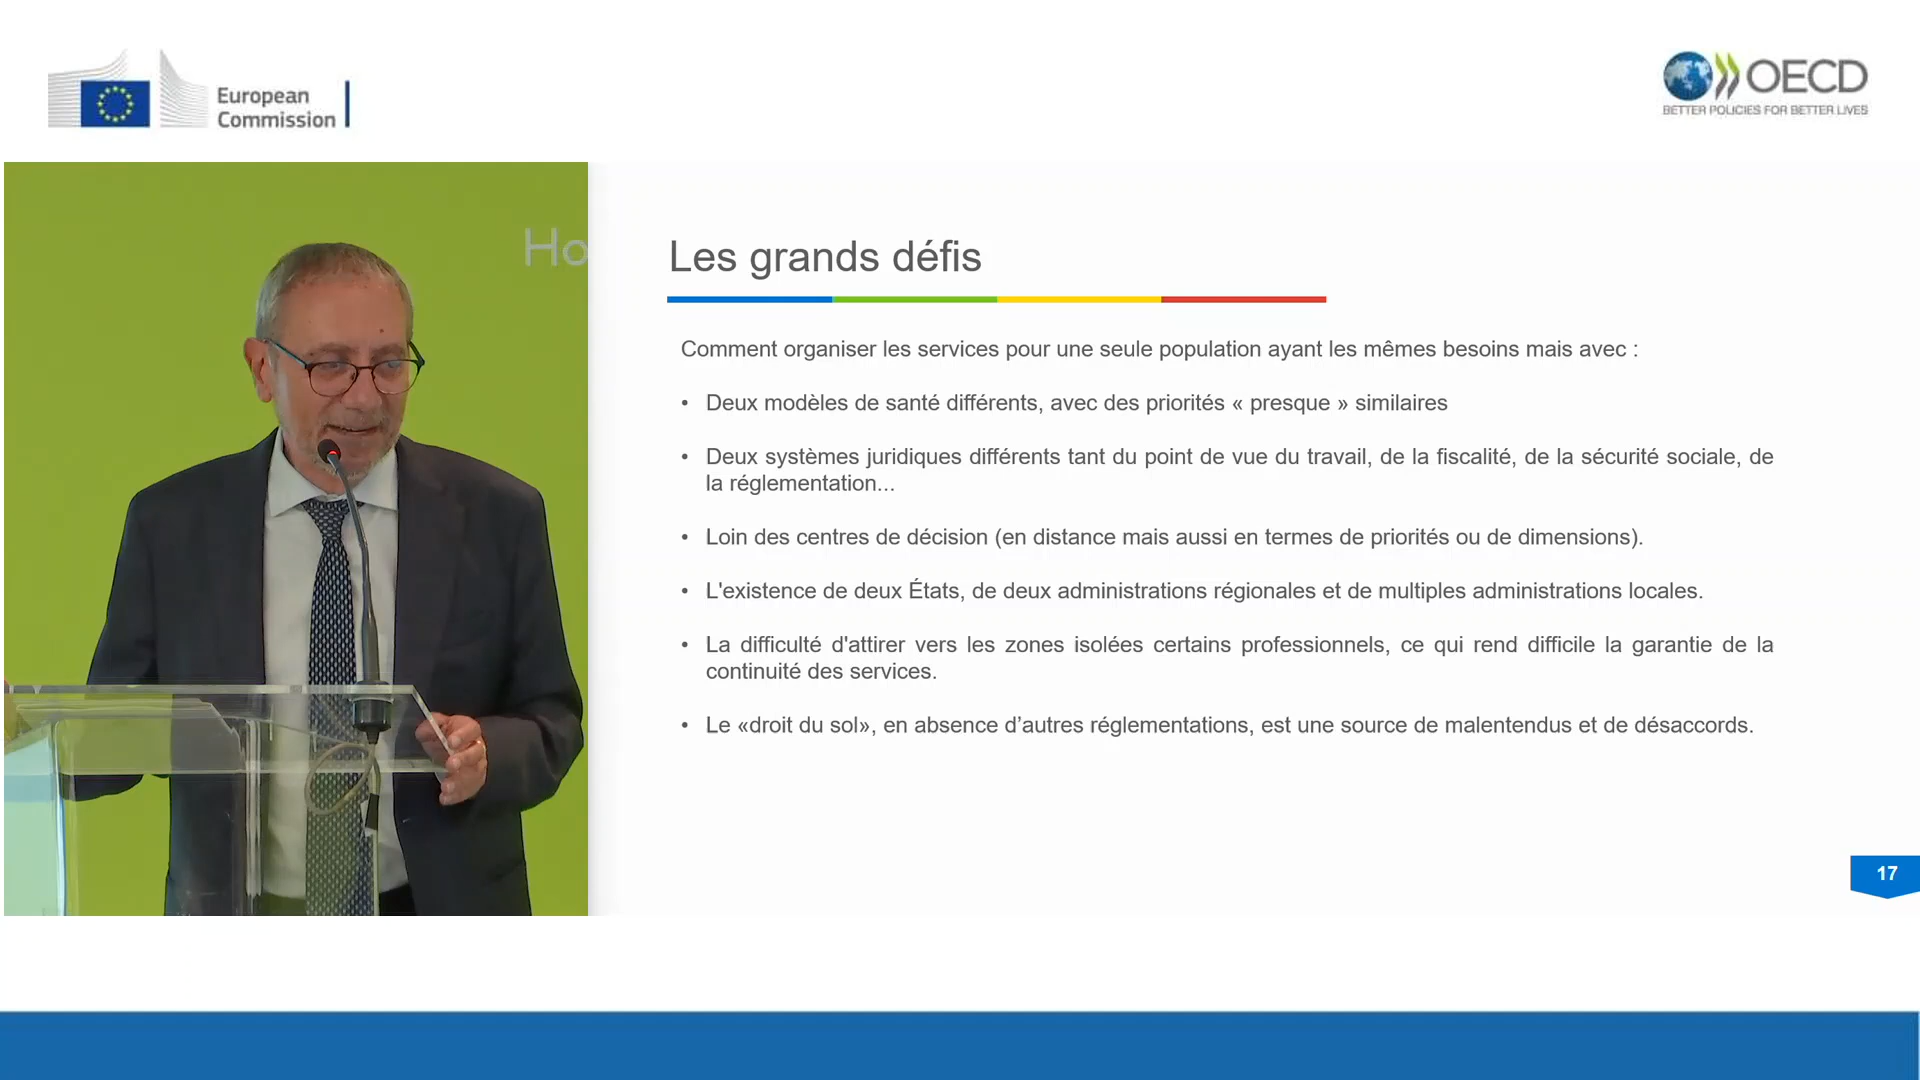 European
Commission
OECD
BETTER POLICIES FOR BETTER LIVES
Ho
Les grands défis
Comment organiser les services pour une seule population ayant les mêmes besoins mais avec :
• Deux modèles de santé différents, avec des priorités « presque » similaires
• Deux systèmes juridiques différents tant du point de vue du travail, de la fiscalité, de la sécurité sociale, de
la réglementation...
• Loin des centres de décision (en distance mais aussi en termes de priorités ou de dimensions).
• L'existence de deux États, de deux administrations régionales et de multiples administrations locales.
• La difficulté d'attirer vers les zones isolées certains professionnels, ce qui rend difficile la garantie de la
continuité des services.
• Le «droit du sol», en absence d’autres réglementations, est une source de malentendus et de désaccords.
17